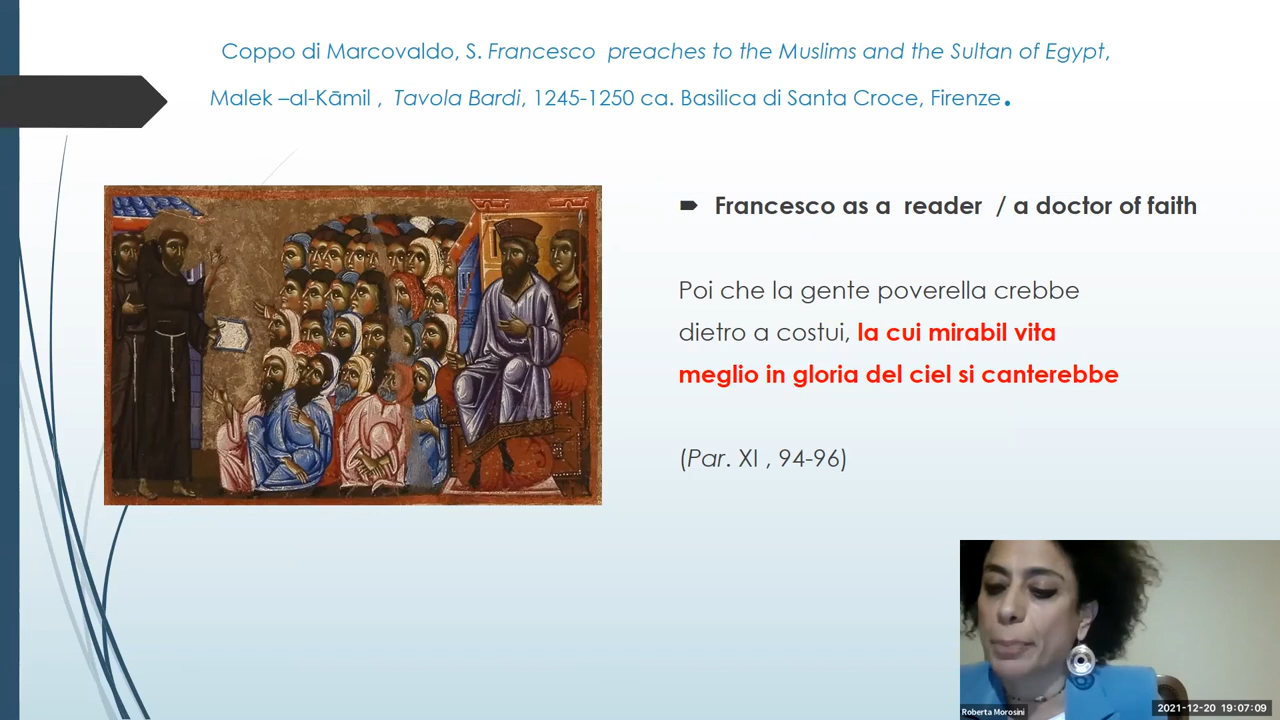 Coppo di Marcovaldo, S. Francesco preaches to the Muslims and the Sultan of Egypt,
Malek –al-Kāmil , Tavola Bardi, 1245-1250 ca. Basilica di Santa Croce, Firenze.
Francesco as a reader / a doctor of faith
Poi che la gente poverella crebbe
dietro a costui, la cui mirabil vita
meglio in gloria del ciel si canterebbe
(Par. XI , 94-96)
Roberta Morosini
2021-12-20 19:07:09